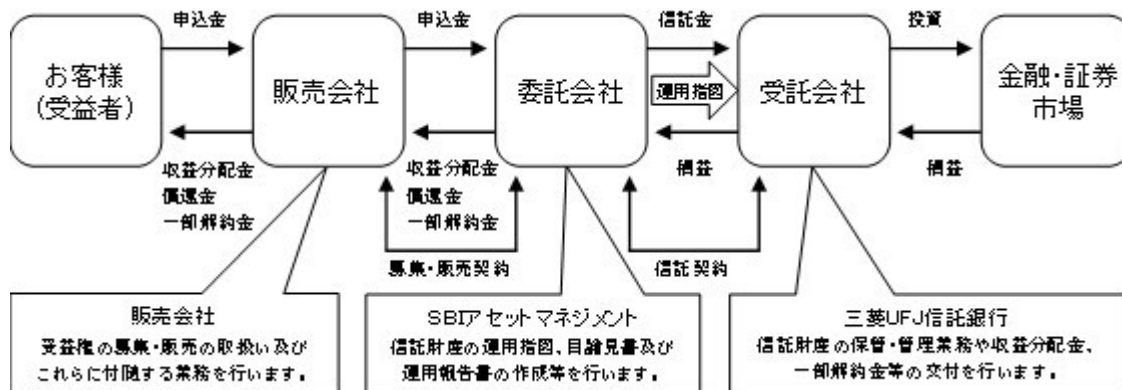 申込金
申込金
信託金
投資
お客様
(受益者)
販売会社
委託会社
運用指図
受託会社
金融・証券
市場
収益分配金
償還金
一部解約金
収益分配金
償還金
一部解約金
損益
損益
募集・販売契約
信託契約
販売会社
受益権の募集・販売の取扱い及び
これらに付随する業務を行います。
SBIアセットマネジメント
信託財産の運用指図、目論見書及び
運用報告書の作成等を行います。
三菱UFJ信託銀行
信託財産の保管・管理業務や収益分配金、
一部解約金等の交付を行います。